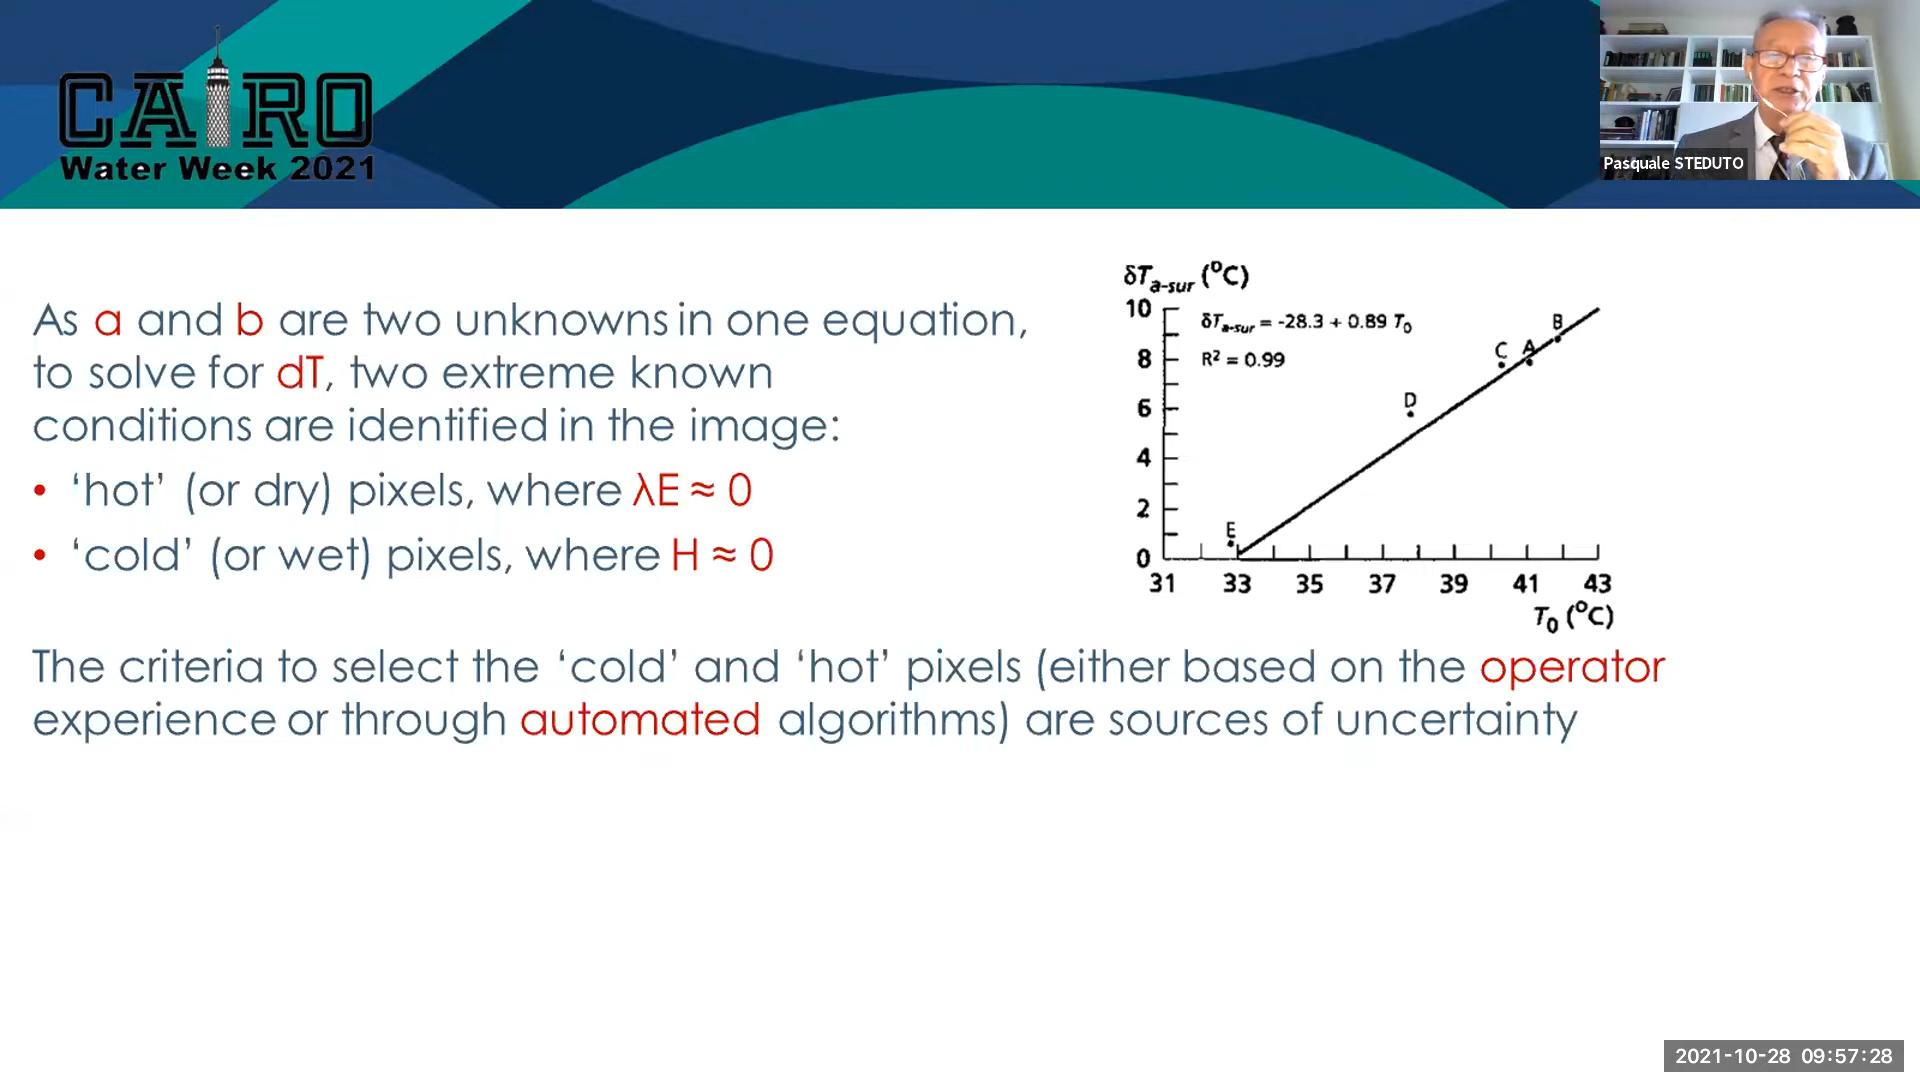 CAIRO
Water Week 2021
Pasquale STEDUTO
As a and b are two unknowns in one equation,
to solve for dT, two extreme known
conditions are identified in the image:
• ‘hot’ (or dry) pixels, where λE ≈ 0
• ‘cold’ (or wet) pixels, where H ≈ 0
δTa-sur (°C)
10
δTa-sur = -28.3 + 0.89 T0
R² = 0.99
8
6
4
2
0
B
C A
D
E
31 33 35 37 39 41 43
T0 (°C)
The criteria to select the ‘cold’ and ‘hot’ pixels (either based on the operator
experience or through automated algorithms) are sources of uncertainty
2021-10-28 09:57:28